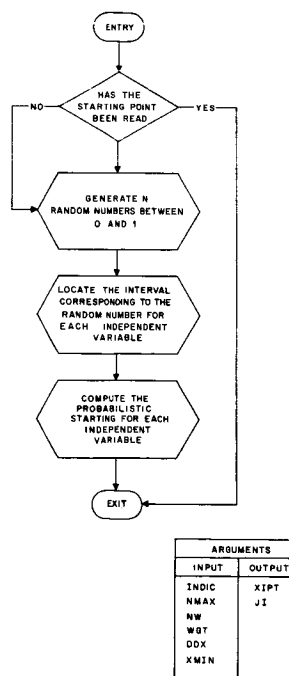 ENTRY
HAS THE
STARTING POINT
BEEN READ
NO
YES
GENERATE N
RANDOM NUMBERS BETWEEN
0 AND 1
LOCATE THE INTERVAL
CORRESPONDING TO THE
RANDOM NUMBER FOR
EACH INDEPENDENT
VARIABLE
COMPUTE THE
PROBABILISTIC
STARTING FOR EACH
INDEPENDENT
VARIABLE
EXIT
ARGUMENTS
INPUT OUTPUT
INDIC XIPT
NMAX JI
NW
WGT
DDX
XMIN